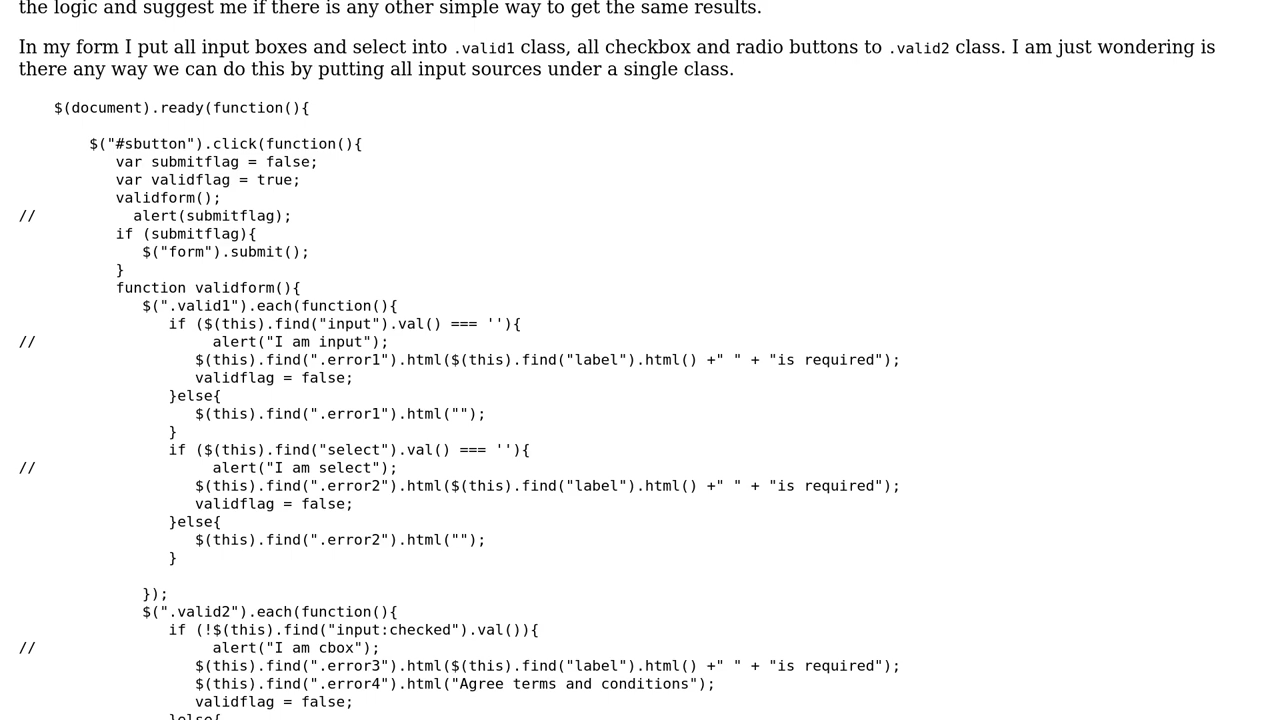 the logic and suggest me if there is any other simple way to get the same results.
In my form I put all input boxes and select into .valid1 class, all checkbox and radio buttons to .valid2 class. I am just wondering is
there any way we can do this by putting all input sources under a single class.
    $(document).ready(function(){
        $("#sbutton").click(function(){
           var submitflag = false;
           var validflag = true;
           validform();
//           alert(submitflag);
           if (submitflag){
              $("form").submit();
           }
           function validform(){
              $(".valid1").each(function(){
                 if ($(this).find("input").val() === ''){
//                    alert("I am input");
                    $(this).find(".error1").html($(this).find("label").html() +" " + "is required");
                    validflag = false;
                 }else{
                    $(this).find(".error1").html("");
                 }
                 if ($(this).find("select").val() === ''){
//                    alert("I am select");
                    $(this).find(".error2").html($(this).find("label").html() +" " + "is required");
                    validflag = false;
                 }else{
                    $(this).find(".error2").html("");
                 }
              });
              $(".valid2").each(function(){
                 if (!$(this).find("input:checked").val()){
//                    alert("I am cbox");
                    $(this).find(".error3").html($(this).find("label").html() +" " + "is required");
                    $(this).find(".error4").html("Agree terms and conditions");
                    validflag = false;
                 }else{